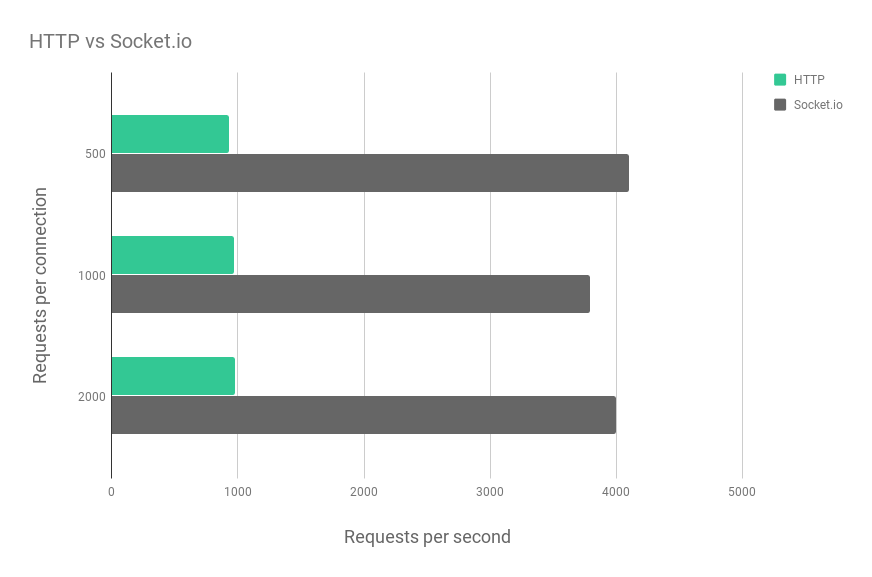 HTTP vs Socket.io
HTTP
Socket.io
Requests per connection
500
1000
2000
0 1000 2000 3000 4000 5000
Requests per second